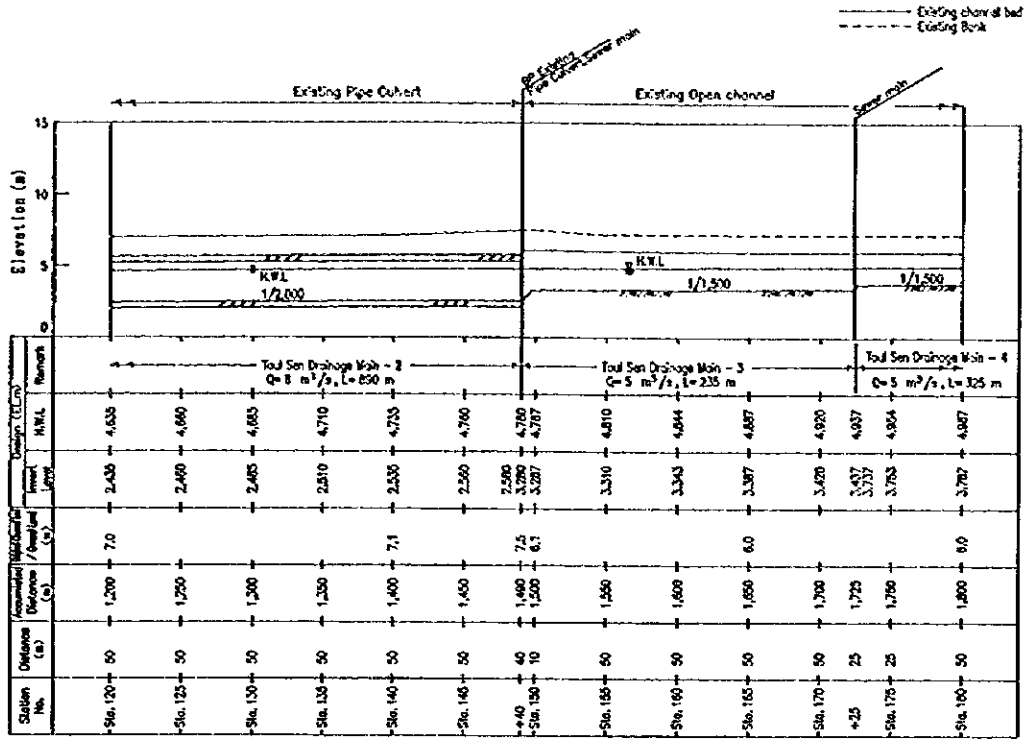 Existing channel bed
Existing Bank
Existing
Pipe Culvert
Sewer main
Existing Pipe Culvert
Existing Open channel
Sewer main
Elevation (m)
15
10
5
0
H.W.L
1/2,000
H.W.L
1/1,500
1/1,500
Remark
Toul Sen Drainage Main - 2
Q= 8 m³/s, L= 890 m
Toul Sen Drainage Main - 3
Q= 5 m³/s, L= 235 m
Toul Sen Drainage Main - 4
Q= 5 m³/s, L= 325 m
H.W.L
4,635 4,660 4,685 4,710 4,735 4,760 4,780 4,787 4,810 4,844 4,887 4,920 4,937 4,954 4,987
Invert Level
2,435 2,460 2,485 2,510 2,535 2,560 2,580 3,280 3,287 3,310 3,343 3,387 3,420 3,437 3,737 3,753 3,787
(m)
7.0 7.1 7.5 6.1 6.0 6.0
Accumulated Distance (m)
1,200 1,250 1,300 1,350 1,400 1,450 1,490 1,500 1,550 1,600 1,650 1,700 1,725 1,750 1,800
Distance (m)
50 50 50 50 50 50 40 10 50 50 50 25 25 50
Station No.
Sta. 120 Sta. 125 Sta. 130 Sta. 135 Sta. 140 Sta. 145 +40 Sta. 150 Sta. 155 Sta. 160 Sta. 165 Sta. 170 +25 Sta. 175 Sta. 180